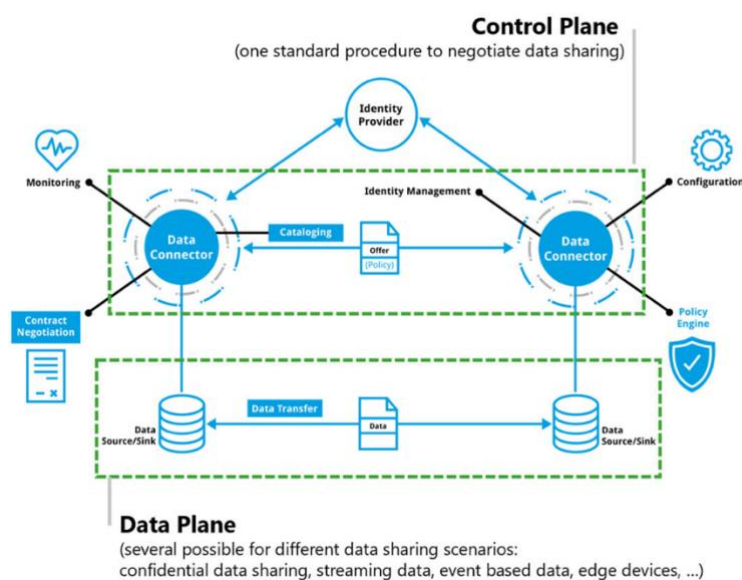 Control Plane
(one standard procedure to negotiate data sharing)
Identity
Provider
Monitoring
Identity Management
Configuration
Data
Connector
Cataloging
Offer
(Policy)
Data
Connector
Contract
Negotiation
Policy
Engine
Data
Source/Sink
Data Transfer
Data
Data
Source/Sink
Data Plane
(several possible for different data sharing scenarios:
confidential data sharing, streaming data, event based data, edge devices, ...)